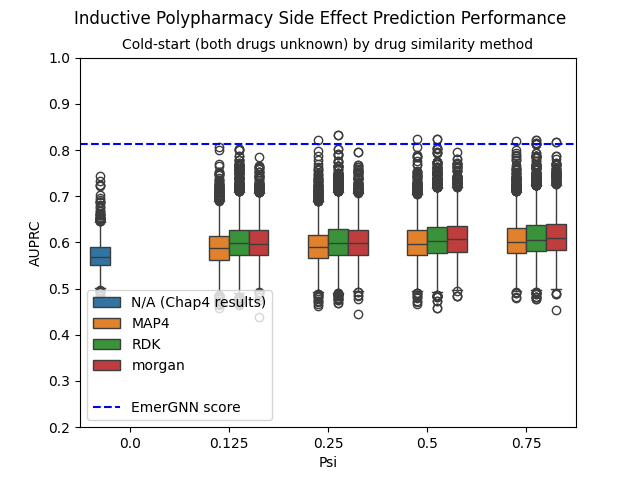 Inductive Polypharmacy Side Effect Prediction Performance
Cold-start (both drugs unknown) by drug similarity method
1.0
0.9
0.8
0.7
0.6
0.5
0.4
0.3
0.2
AUPRC
N/A (Chap4 results)
MAP4
RDK
morgan
EmerGNN score
0.0
0.125
0.25
0.5
0.75
Psi